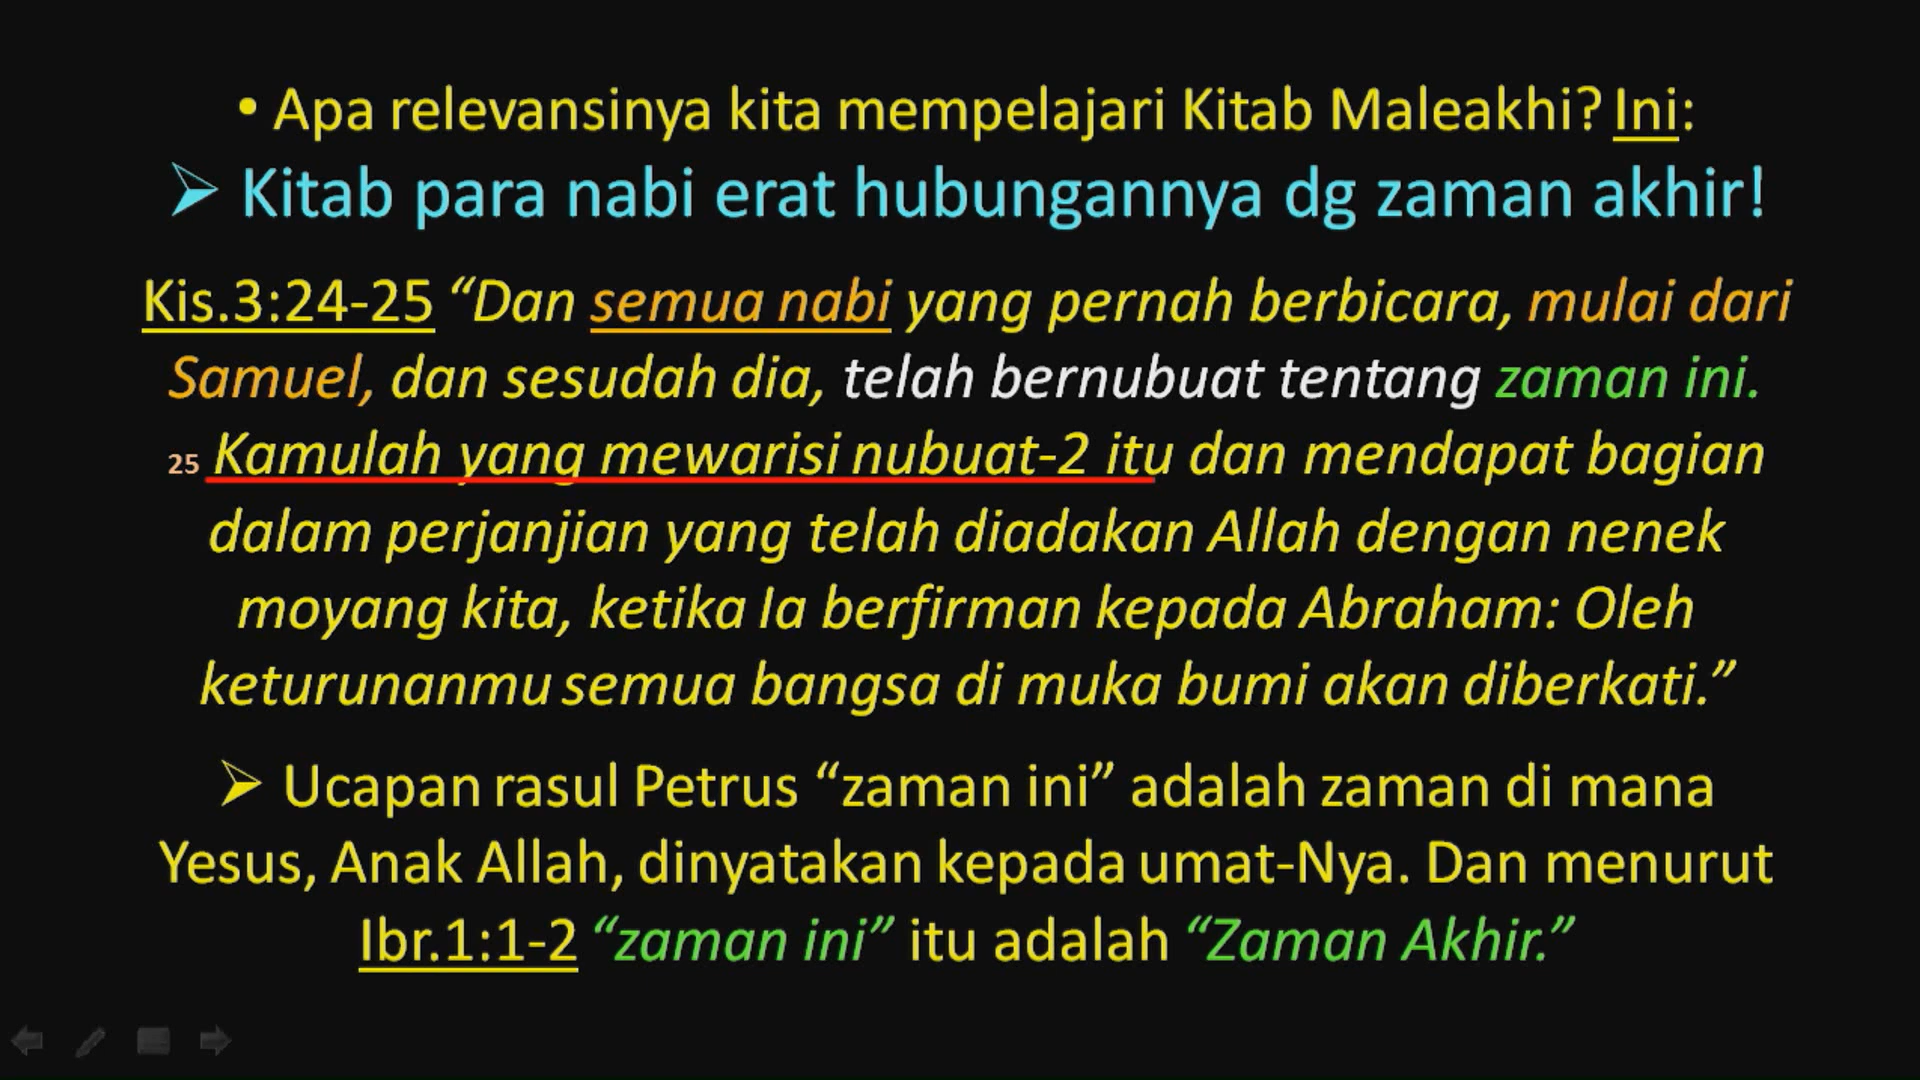 • Apa relevansinya kita mempelajari Kitab Maleakhi? Ini:
➢ Kitab para nabi erat hubungannya dg zaman akhir!
Kis.3:24-25 “Dan semua nabi yang pernah berbicara, mulai dari
Samuel, dan sesudah dia, telah bernubuat tentang zaman ini.
25 Kamulah yang mewarisi nubuat-2 itu dan mendapat bagian
dalam perjanjian yang telah diadakan Allah dengan nenek
moyang kita, ketika Ia berfirman kepada Abraham: Oleh
keturunanmu semua bangsa di muka bumi akan diberkati.”
➢ Ucapan rasul Petrus “zaman ini” adalah zaman di mana
Yesus, Anak Allah, dinyatakan kepada umat-Nya. Dan menurut
Ibr.1:1-2 “zaman ini” itu adalah “Zaman Akhir.”